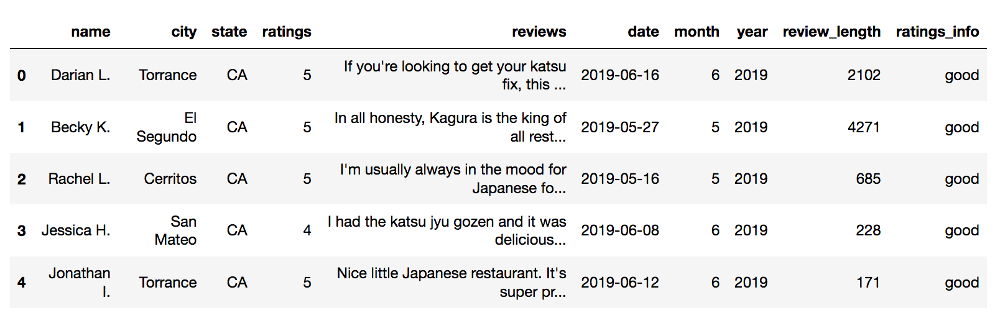 name city state ratings reviews date month year review_length ratings_info
0 Darian L. Torrance CA 5 If you're looking to get your katsu fix, this ... 2019-06-16 6 2019 2102 good
1 Becky K. El Segundo CA 5 In all honesty, Kagura is the king of all rest... 2019-05-27 5 2019 4271 good
2 Rachel L. Cerritos CA 5 I'm usually always in the mood for Japanese fo... 2019-05-16 5 2019 685 good
3 Jessica H. San Mateo CA 4 I had the katsu jyu gozen and it was delicious... 2019-06-08 6 2019 228 good
4 Jonathan I. Torrance CA 5 Nice little Japanese restaurant. It's super pr... 2019-06-12 6 2019 171 good